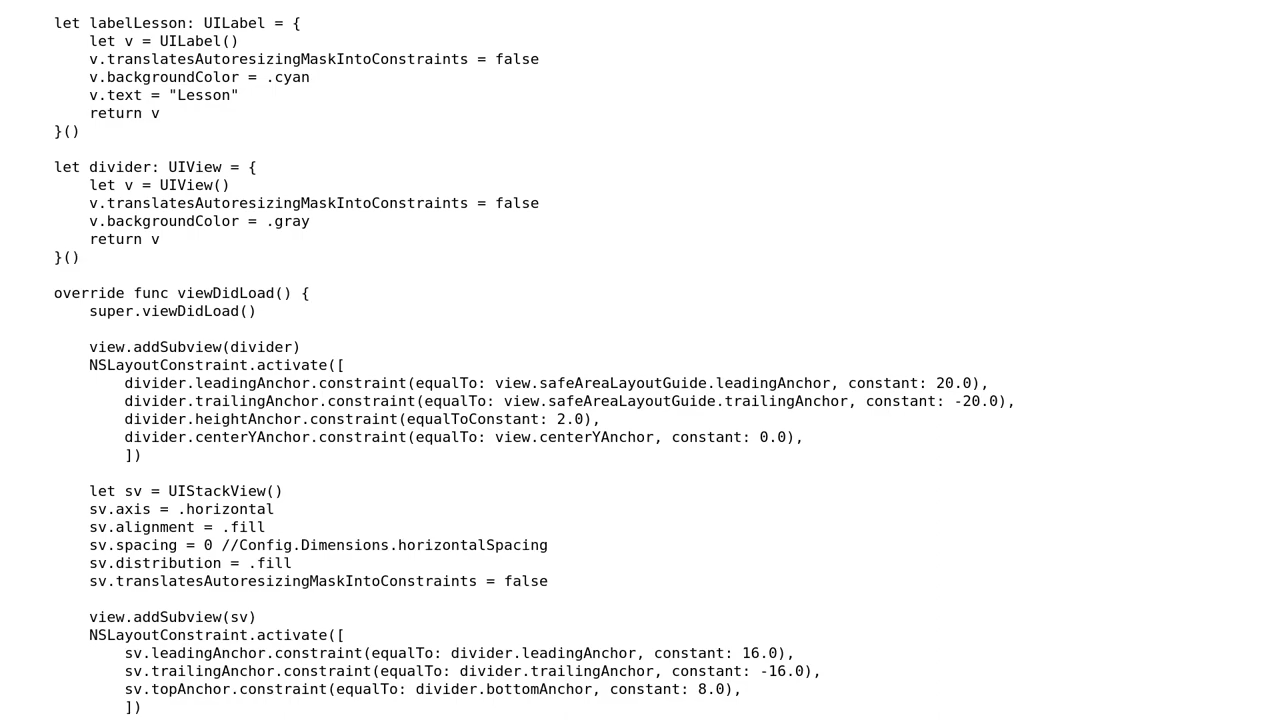 let labelLesson: UILabel = {
    let v = UILabel()
    v.translatesAutoresizingMaskIntoConstraints = false
    v.backgroundColor = .cyan
    v.text = "Lesson"
    return v
}()

let divider: UIView = {
    let v = UIView()
    v.translatesAutoresizingMaskIntoConstraints = false
    v.backgroundColor = .gray
    return v
}()

override func viewDidLoad() {
    super.viewDidLoad()

    view.addSubview(divider)
    NSLayoutConstraint.activate([
        divider.leadingAnchor.constraint(equalTo: view.safeAreaLayoutGuide.leadingAnchor, constant: 20.0),
        divider.trailingAnchor.constraint(equalTo: view.safeAreaLayoutGuide.trailingAnchor, constant: -20.0),
        divider.heightAnchor.constraint(equalToConstant: 2.0),
        divider.centerYAnchor.constraint(equalTo: view.centerYAnchor, constant: 0.0),
        ])

    let sv = UIStackView()
    sv.axis = .horizontal
    sv.alignment = .fill
    sv.spacing = 0 //Config.Dimensions.horizontalSpacing
    sv.distribution = .fill
    sv.translatesAutoresizingMaskIntoConstraints = false

    view.addSubview(sv)
    NSLayoutConstraint.activate([
        sv.leadingAnchor.constraint(equalTo: divider.leadingAnchor, constant: 16.0),
        sv.trailingAnchor.constraint(equalTo: divider.trailingAnchor, constant: -16.0),
        sv.topAnchor.constraint(equalTo: divider.bottomAnchor, constant: 8.0),
        ])